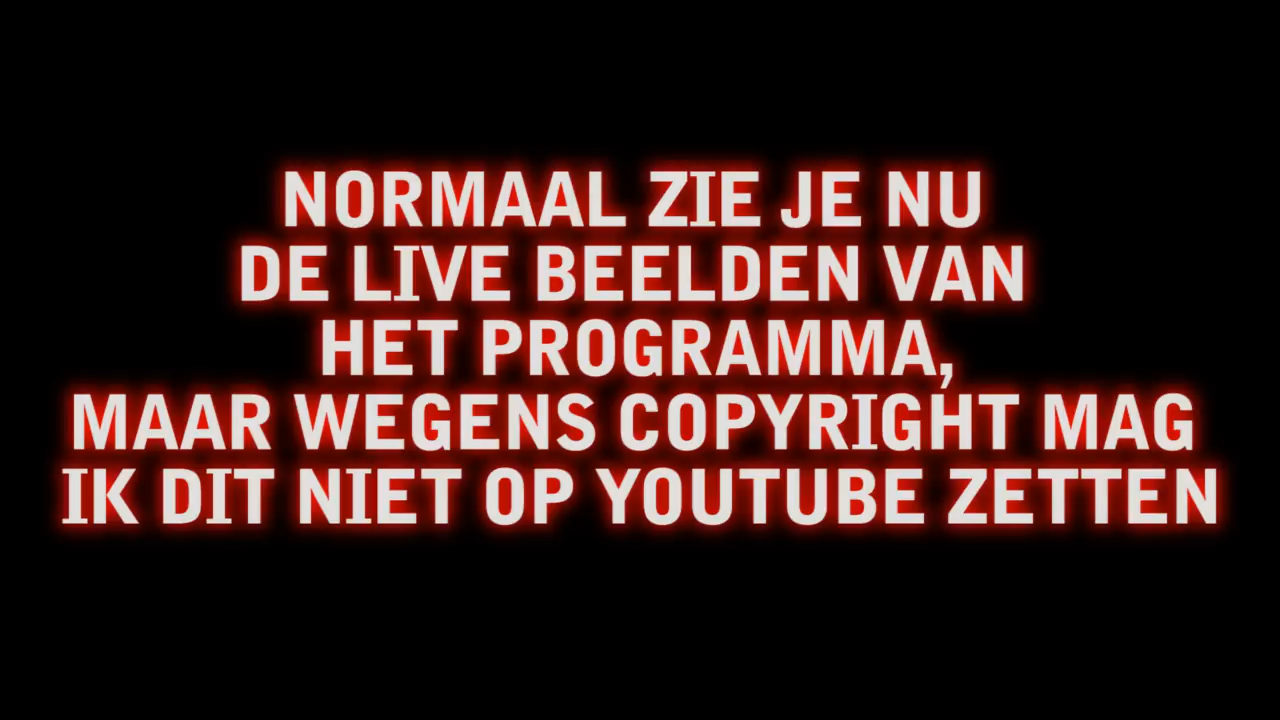 NORMAAL ZIE JE NU
DE LIVE BEELDEN VAN
HET PROGRAMMA,
MAAR WEGENS COPYRIGHT MAG
IK DIT NIET OP YOUTUBE ZETTEN